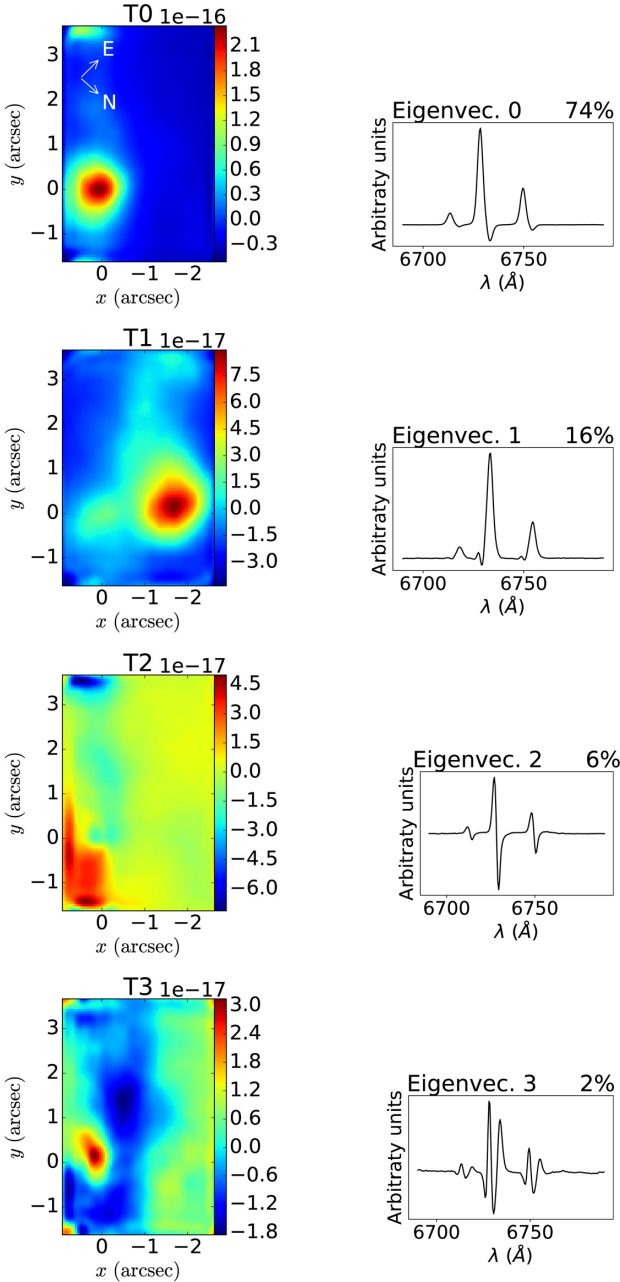 T0 1e−16
E
N
3
2
1
0
−1
y (arcsec)
0 −1 −2
x (arcsec)
2.1
1.8
1.5
1.2
0.9
0.6
0.3
0.0
−0.3
Eigenvec. 0 74%
Arbitraty units
6700 6750
λ (Å)
T1 1e−17
3
2
1
0
−1
y (arcsec)
0 −1 −2
x (arcsec)
7.5
6.0
4.5
3.0
1.5
0.0
−1.5
−3.0
Eigenvec. 1 16%
Arbitraty units
6700 6750
λ (Å)
T2 1e−17
3
2
1
0
−1
y (arcsec)
0 −1 −2
x (arcsec)
4.5
3.0
1.5
0.0
−1.5
−3.0
−4.5
−6.0
Eigenvec. 2 6%
Arbitraty units
6700 6750
λ (Å)
T3 1e−17
3
2
1
0
−1
y (arcsec)
0 −1 −2
x (arcsec)
3.0
2.4
1.8
1.2
0.6
0.0
−0.6
−1.2
−1.8
Eigenvec. 3 2%
Arbitraty units
6700 6750
λ (Å)